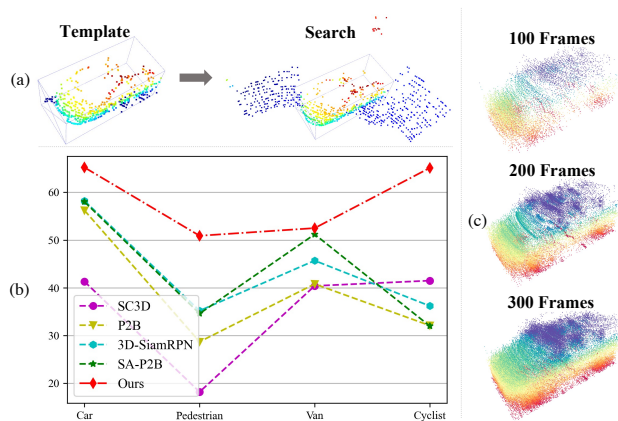 Template
Search
(a)
100 Frames
200 Frames
(c)
300 Frames
(b)
60
50
40
30
20
SC3D
P2B
3D-SiamRPN
SA-P2B
Ours
Car
Pedestrian
Van
Cyclist